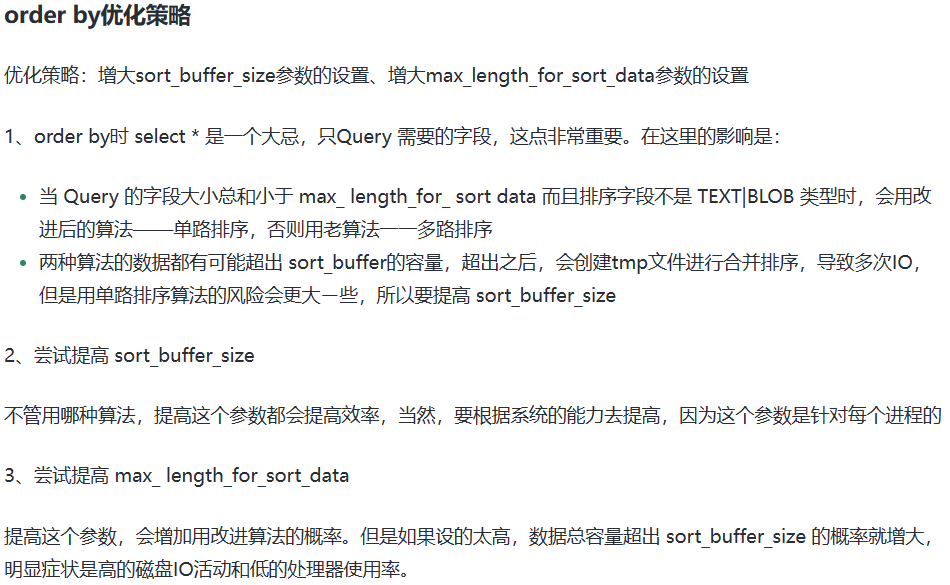 order by优化策略
优化策略：增大sort_buffer_size参数的设置、增大max_length_for_sort_data参数的设置
1、order by时 select * 是一个大忌，只Query 需要的字段，这点非常重要。在这里的影响是：
当 Query 的字段大小总和小于 max_ length_for_ sort data 而且排序字段不是 TEXT|BLOB 类型时，会用改
进后的算法——单路排序，否则用老算法——多路排序
两种算法的数据都有可能超出 sort_buffer的容量，超出之后，会创建tmp文件进行合并排序，导致多次IO，
但是用单路排序算法的风险会更大一些，所以要提高 sort_buffer_size
2、尝试提高 sort_buffer_size
不管用哪种算法，提高这个参数都会提高效率，当然，要根据系统的能力去提高，因为这个参数是针对每个进程的
3、尝试提高 max_ length_for_sort_data
提高这个参数，会增加用改进算法的概率。但是如果设的太高，数据总容量超出 sort_buffer_size 的概率就增大，
明显症状是高的磁盘IO活动和低的处理器使用率。